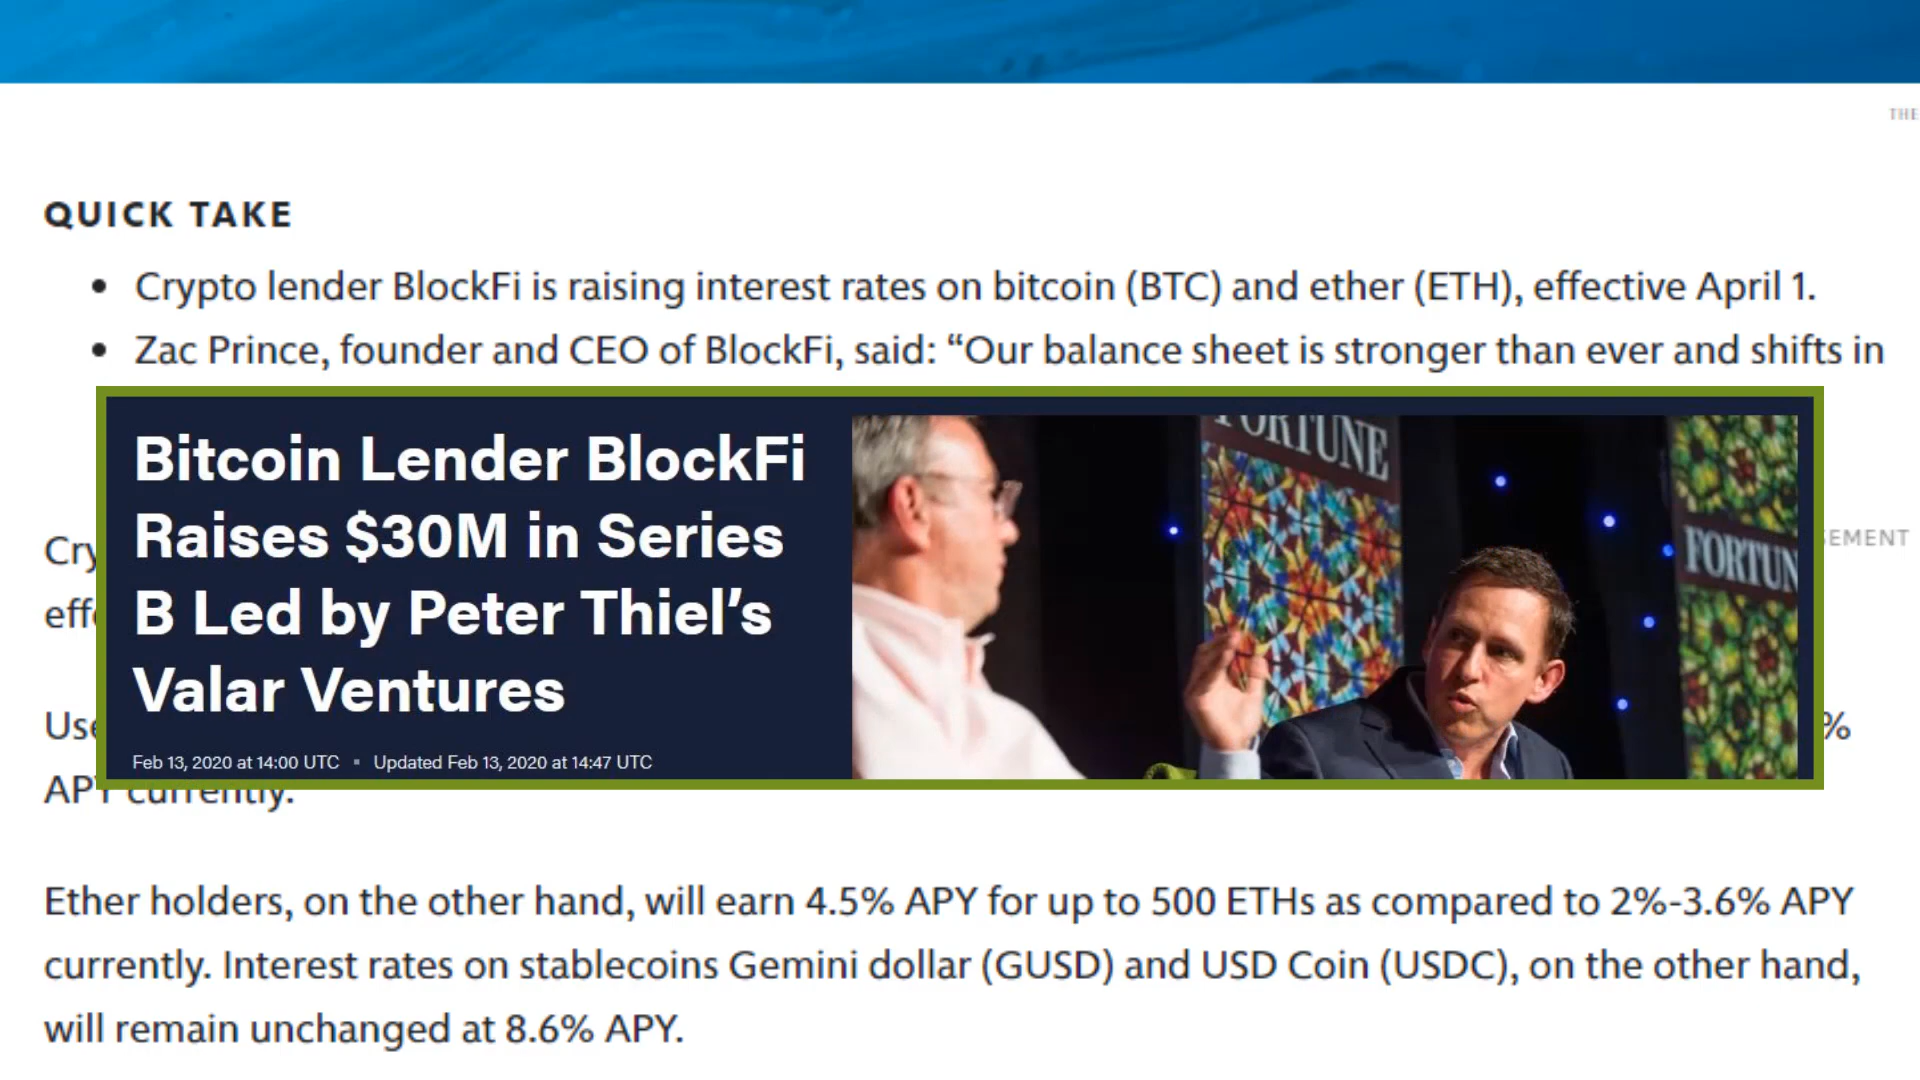 THE
QUICK TAKE
• Crypto lender BlockFi is raising interest rates on bitcoin (BTC) and ether (ETH), effective April 1.
• Zac Prince, founder and CEO of BlockFi, said: “Our balance sheet is stronger than ever and shifts in
Bitcoin Lender BlockFi
Raises $30M in Series
B Led by Peter Thiel’s
Valar Ventures
Feb 13, 2020 at 14:00 UTC ▪ Updated Feb 13, 2020 at 14:47 UTC
FORTUNE
FORTUN
%
currently.
Ether holders, on the other hand, will earn 4.5% APY for up to 500 ETHs as compared to 2%-3.6% APY
currently. Interest rates on stablecoins Gemini dollar (GUSD) and USD Coin (USDC), on the other hand,
will remain unchanged at 8.6% APY.